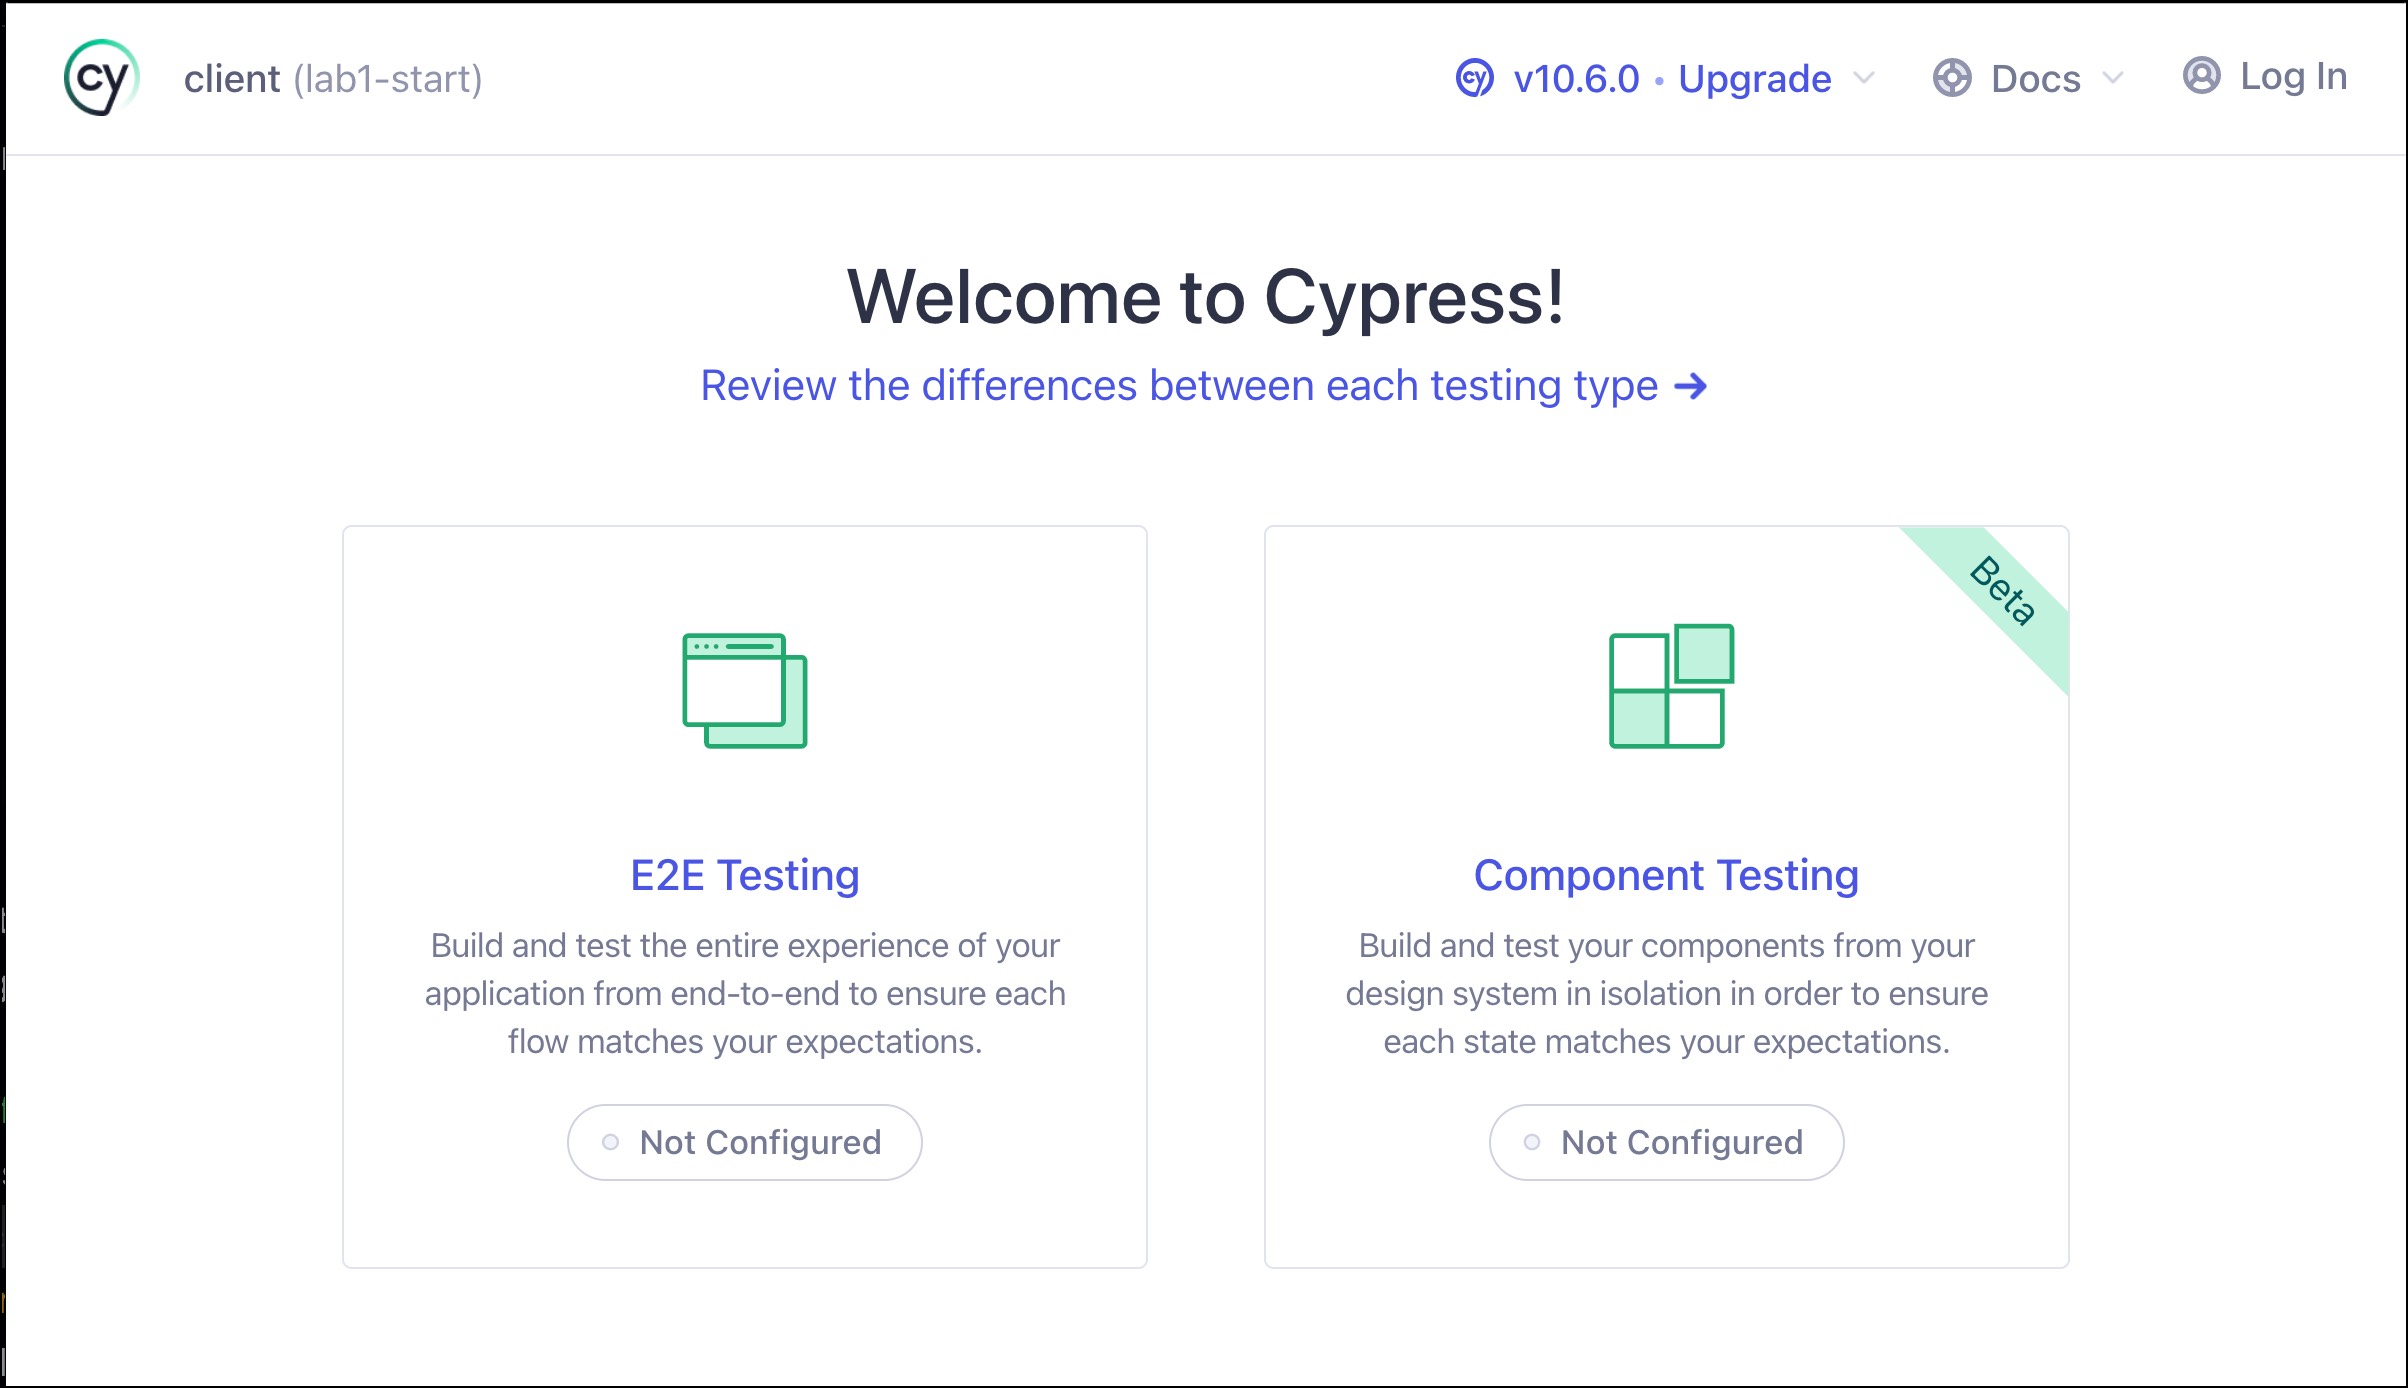 cy client (lab1-start)
cy v10.6.0 • Upgrade Docs Log In
Welcome to Cypress!
Review the differences between each testing type →
E2E Testing
Build and test the entire experience of your
application from end-to-end to ensure each
flow matches your expectations.
Not Configured
Beta
Component Testing
Build and test your components from your
design system in isolation in order to ensure
each state matches your expectations.
Not Configured